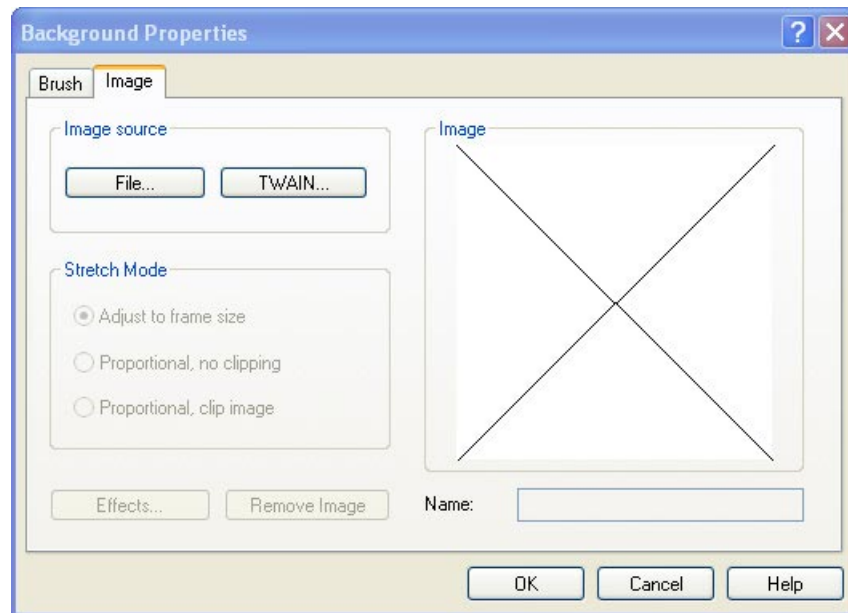 Background Properties
Brush
Image
Image source
File...
TWAIN...
Image
Stretch Mode
Adjust to frame size
Proportional, no clipping
Proportional, clip image
Effects...
Remove Image
Name:
OK
Cancel
Help